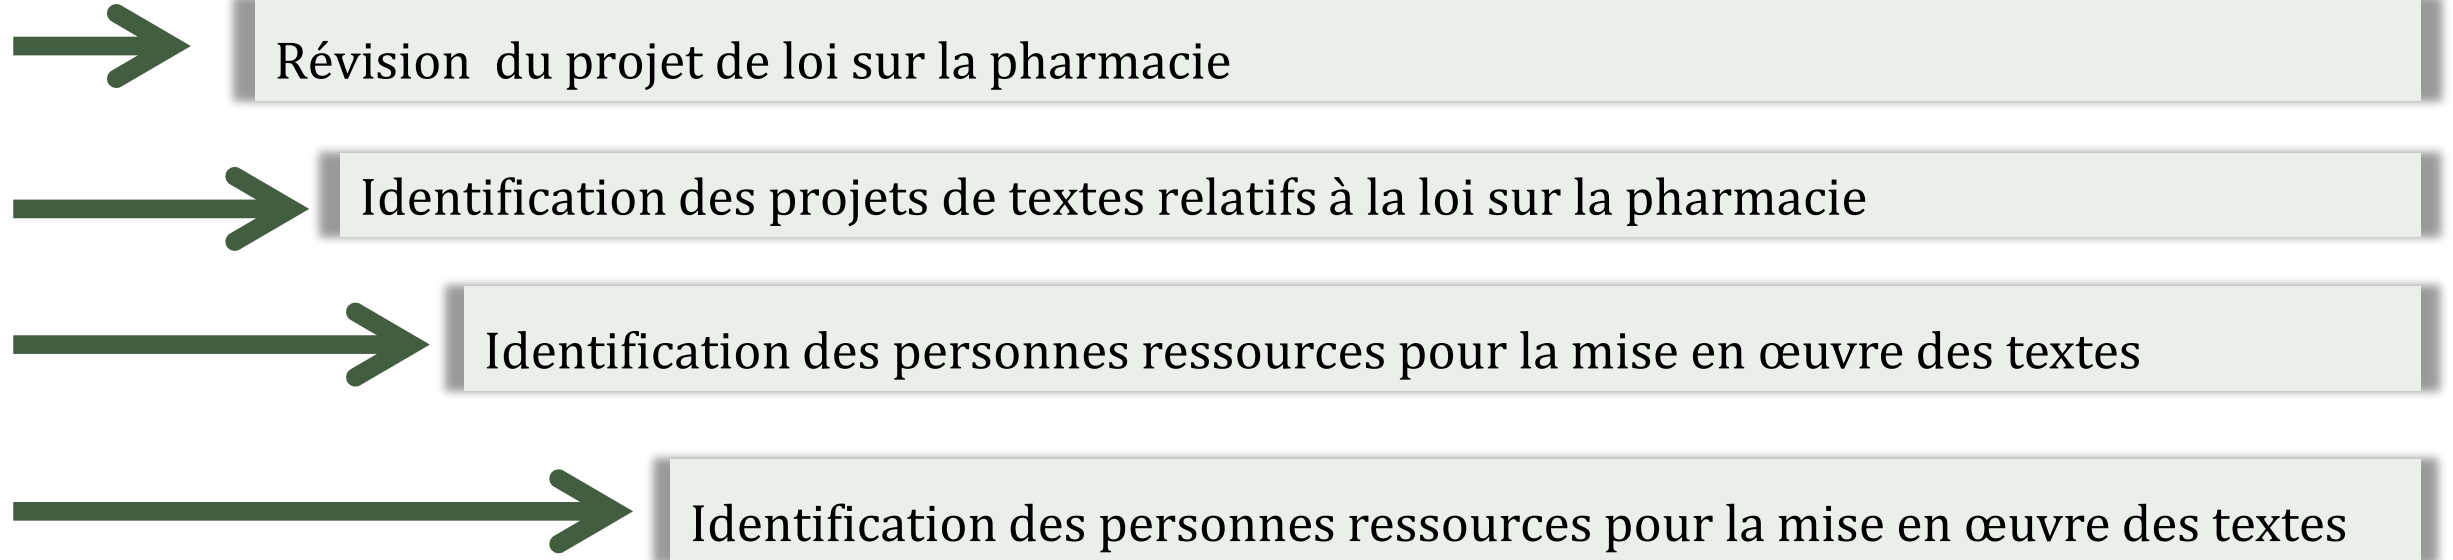 Révision  du projet de loi sur la pharmacie
Identification des projets de textes relatifs à la loi sur la pharmacie
Identification des personnes ressources pour la mise en œuvre des textes
Identification des personnes ressources pour la mise en œuvre des textes